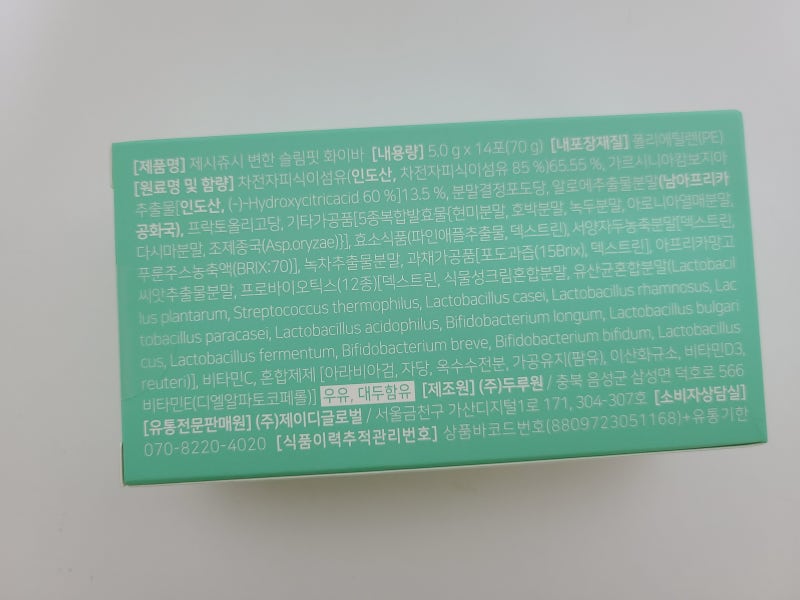 [제품명] 제시츄시 변한 슬림핏 화이바 [내용량] 5.0 g x 14포(70 g) [내포장재질] 폴리에틸렌(PE)
[원료명 및 함량] 차전자피식이섬유(인도산, 차전자피식이섬유 85 %)65.55 %, 가르시니아캄보지아
추출물[인도산, (-)-Hydroxycitricacid 60 %]13.5 %, 분말결정포도당, 알로에추출물분말(남아프리카
공화국), 프락토올리고당, 기타가공품[5종복합발효물{현미분말, 호박분말, 녹두분말, 아로니아열매분말,
다시마분말, 조제종국(Asp.oryzae)}], 효소식품(파인애플추출물, 덱스트린), 서양자두농축분말[덱스트린,
푸룬주스농축액(BRIX:70)], 녹차추출물분말, 과채가공품[포도과즙(15Brix), 덱스트린], 아프리카망고
씨앗추출물분말, 프로바이오틱스(12종)[덱스트린, 식물성크림혼합분말, 유산균혼합분말(Lactobacil
lus plantarum, Streptococcus thermophilus, Lactobacillus casei, Lactobacillus rhamnosus, Lac
tobacillus paracasei, Lactobacillus acidophilus, Bifidobacterium longum, Lactobacillus bulgari
cus, Lactobacillus fermentum, Bifidobacterium breve, Bifidobacterium bifidum, Lactobacillus
reuteri)], 비타민C, 혼합제제 [아라비아검, 자당, 옥수수전분, 가공유지(팜유), 이산화규소, 비타민D3,
비타민E(디엘알파토코페롤)] 우유, 대두함유 [제조원] (주)두루원 / 충북 음성군 삼성면 덕호로 566
[유통전문판매원] (주)제이디글로벌 / 서울금천구 가산디지털1로 171, 304-307호 [소비자상담실]
070-8220-4020 [식품이력추적관리번호] 상품바코드번호(8809723051168)+유통기한